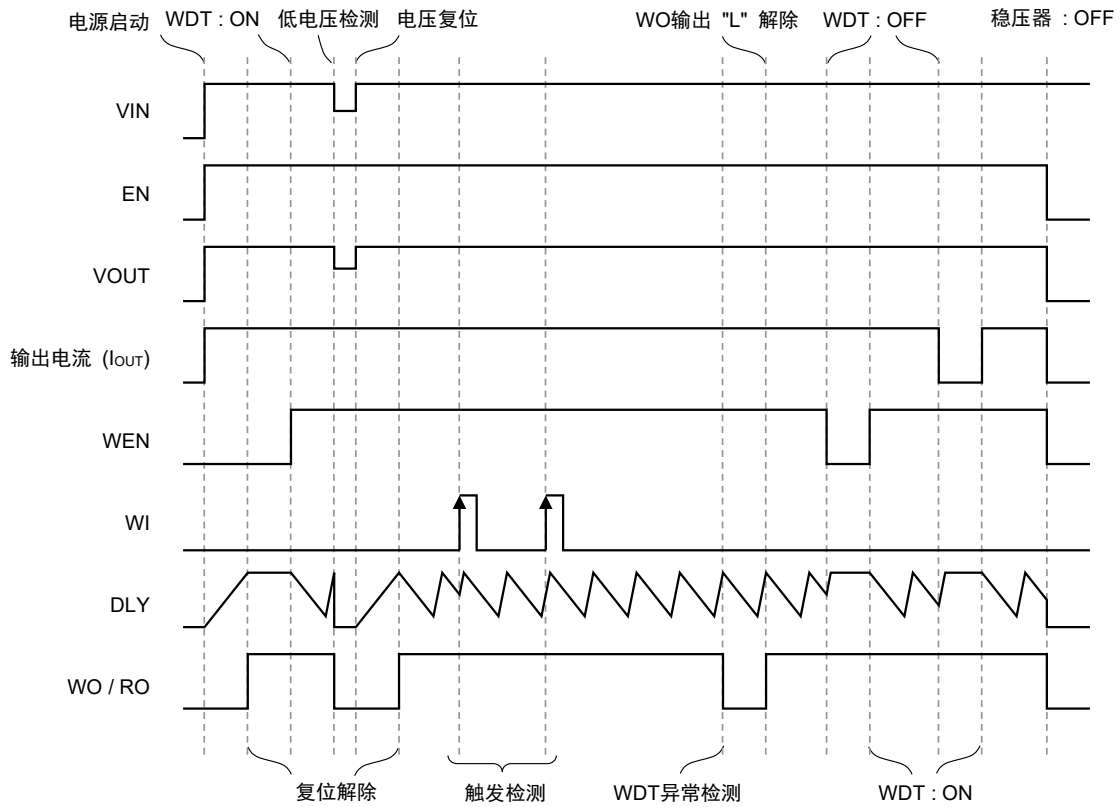 电源启动 WDT : ON 低电压检测 电压复位 WO输出 "L" 解除 WDT : OFF 稳压器 : OFF
VIN
EN
VOUT
输出电流 (IOUT)
WEN
WI
DLY
WO / RO
复位解除 触发检测 WDT异常检测 WDT : ON